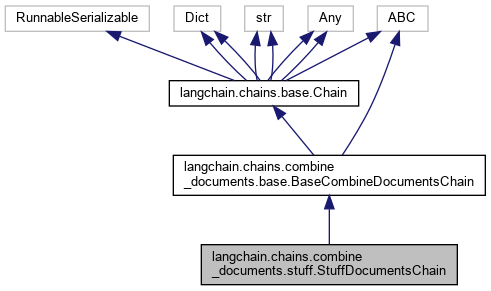 RunnableSerializable
Dict
str
Any
ABC
langchain.chains.base.Chain
langchain.chains.combine
_documents.base.BaseCombineDocumentsChain
langchain.chains.combine
_documents.stuff.StuffDocumentsChain